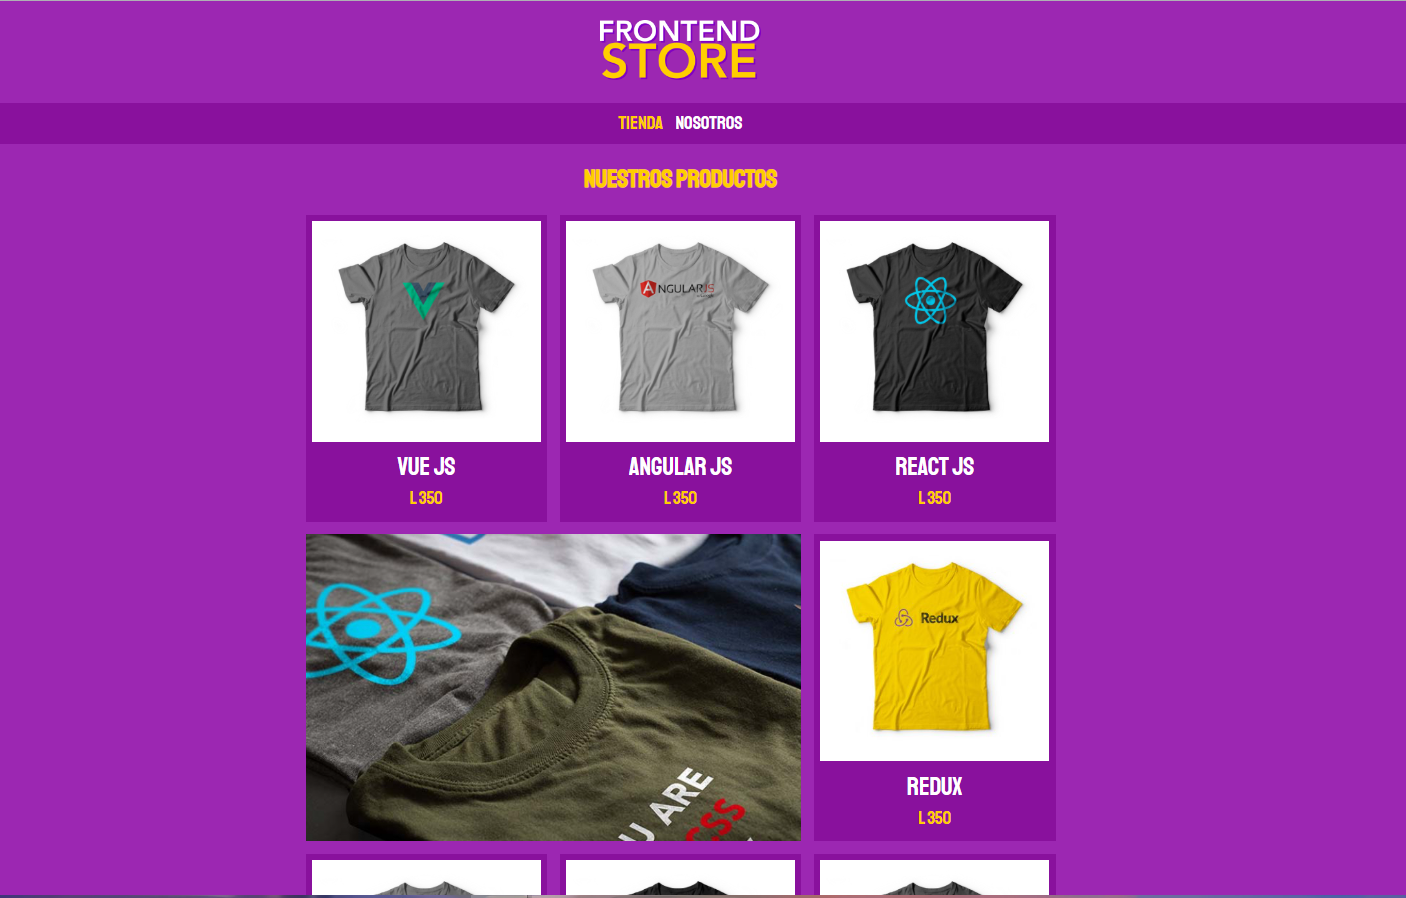 FRONTEND
STORE
TIENDA NOSOTROS
NUESTROS PRODUCTOS
ANGULARJS
VUE JS
ANGULAR JS
REACT JS
L 350
L 350
L 350
ARE
CSS
Redux
REDUX
L 350